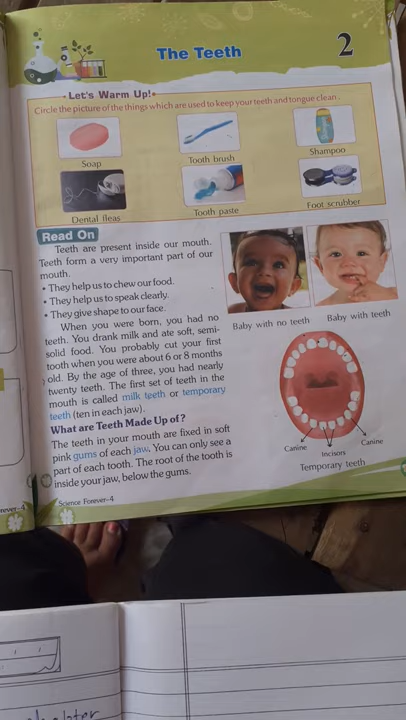 The Teeth
2
Let's Warm Up!
Circle the picture of the things which are used to keep your teeth and tongue clean.
Soap
Tooth brush
Shampoo
Dental fleas
Tooth paste
Foot scrubber
Read On
Teeth are present inside our mouth.
Teeth form a very important part of our
mouth.
• They help us to chew our food.
• They help us to speak clearly.
• They give shape to our face.
When you were born, you had no
teeth. You drank milk and ate soft, semi-
solid food. You probably cut your first
tooth when you were about 6 or 8 months
old. By the age of three, you had nearly
twenty teeth. The first set of teeth in the
mouth is called milk teeth or temporary
teeth (ten in each jaw).
Baby with no teeth
Baby with teeth
What are Teeth Made Up of?
The teeth in your mouth are fixed in soft
pink gums of each jaw. You can only see a
part of each tooth. The root of the tooth is
inside your jaw, below the gums.
Canine
Incisors
Canine
Temporary teeth
Science Forever-4
rever-4